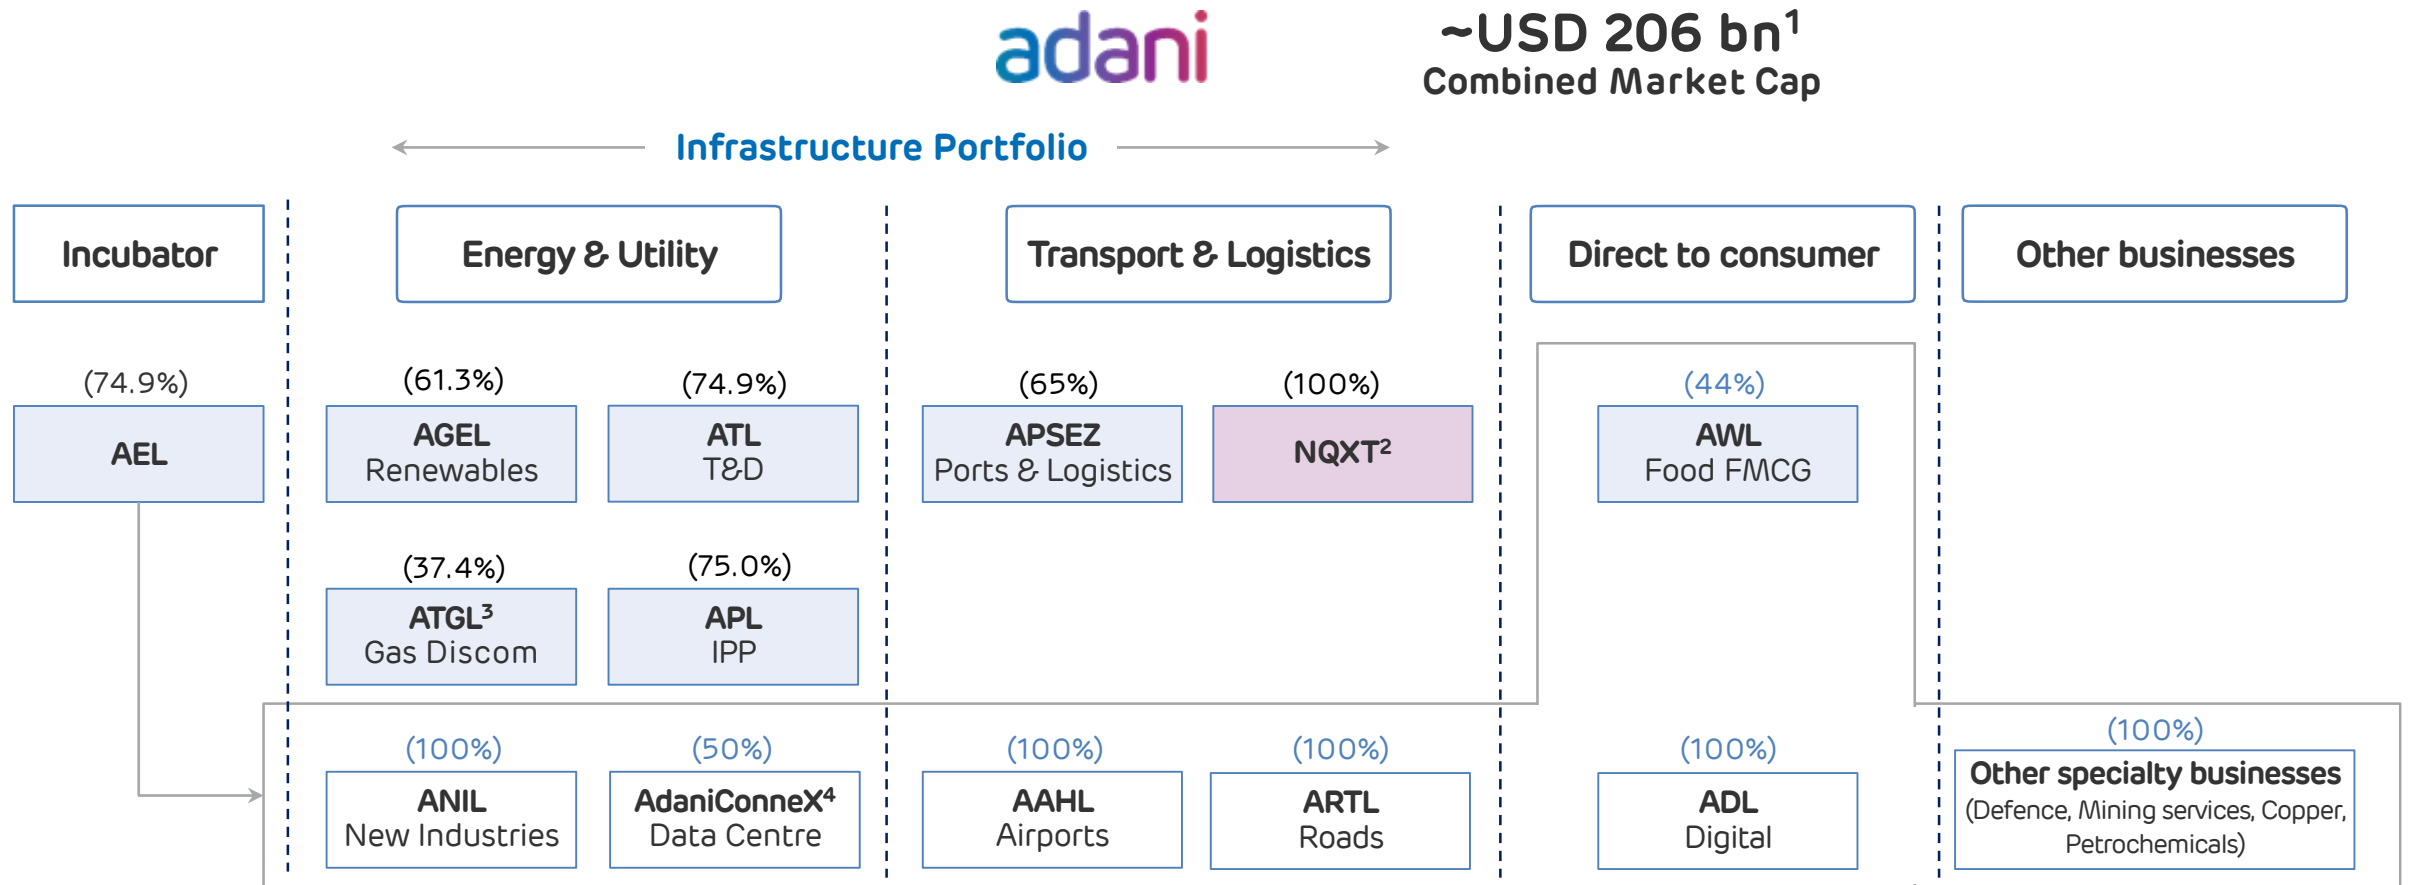 adani
~USD 206 bn¹
Combined Market Cap
Infrastructure Portfolio
Incubator
Energy & Utility
Transport & Logistics
Direct to consumer
Other businesses
(74.9%)
AEL
(61.3%)
AGEL
Renewables
(74.9%)
ATL
T&D
(65%)
APSEZ
Ports & Logistics
(100%)
NQXT²
(44%)
AWL
Food FMCG
(37.4%)
ATGL³
Gas Discom
(75.0%)
APL
IPP
(100%)
ANIL
New Industries
(50%)
AdaniConneX⁴
Data Centre
(100%)
AAHL
Airports
(100%)
ARTL
Roads
(100%)
ADL
Digital
(100%)
Other specialty businesses
(Defence, Mining services, Copper,
Petrochemicals)